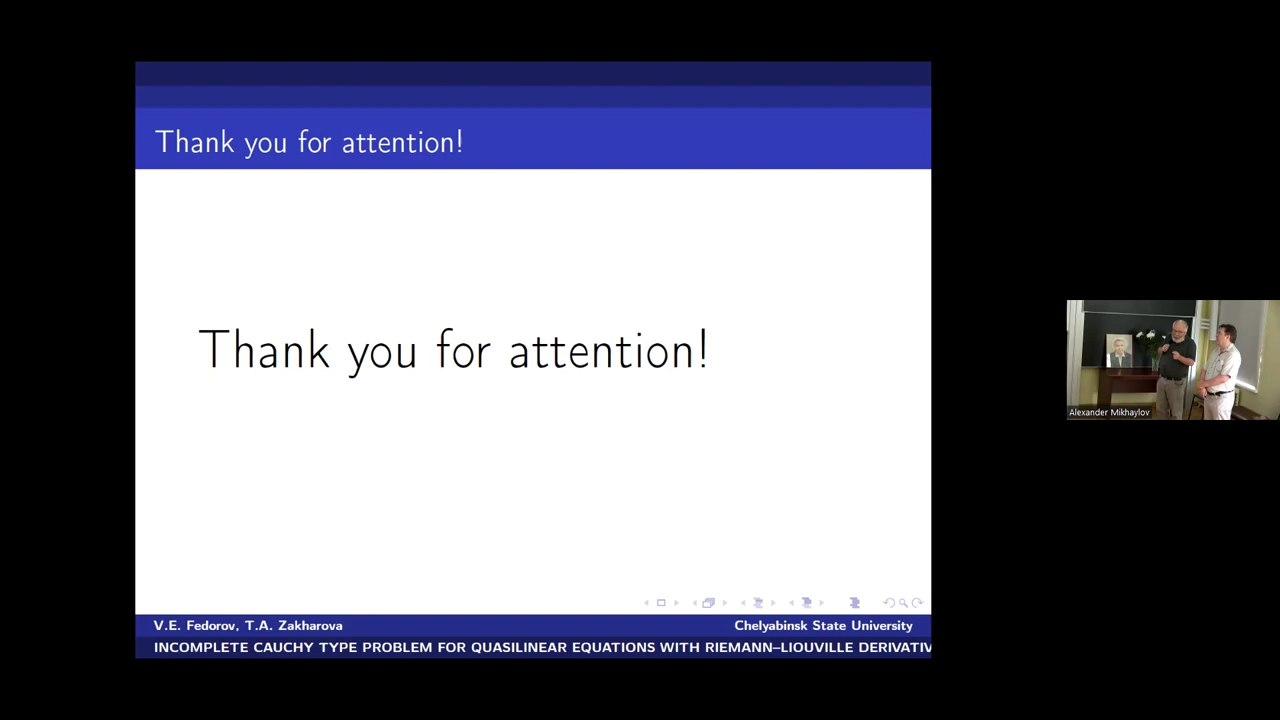 Thank you for attention!
Thank you for attention!
Alexander Mikhaylov
V.E. Fedorov, T.A. Zakharova
Chelyabinsk State University
INCOMPLETE CAUCHY TYPE PROBLEM FOR QUASILINEAR EQUATIONS WITH RIEMANN–LIOUVILLE DERIVATIV